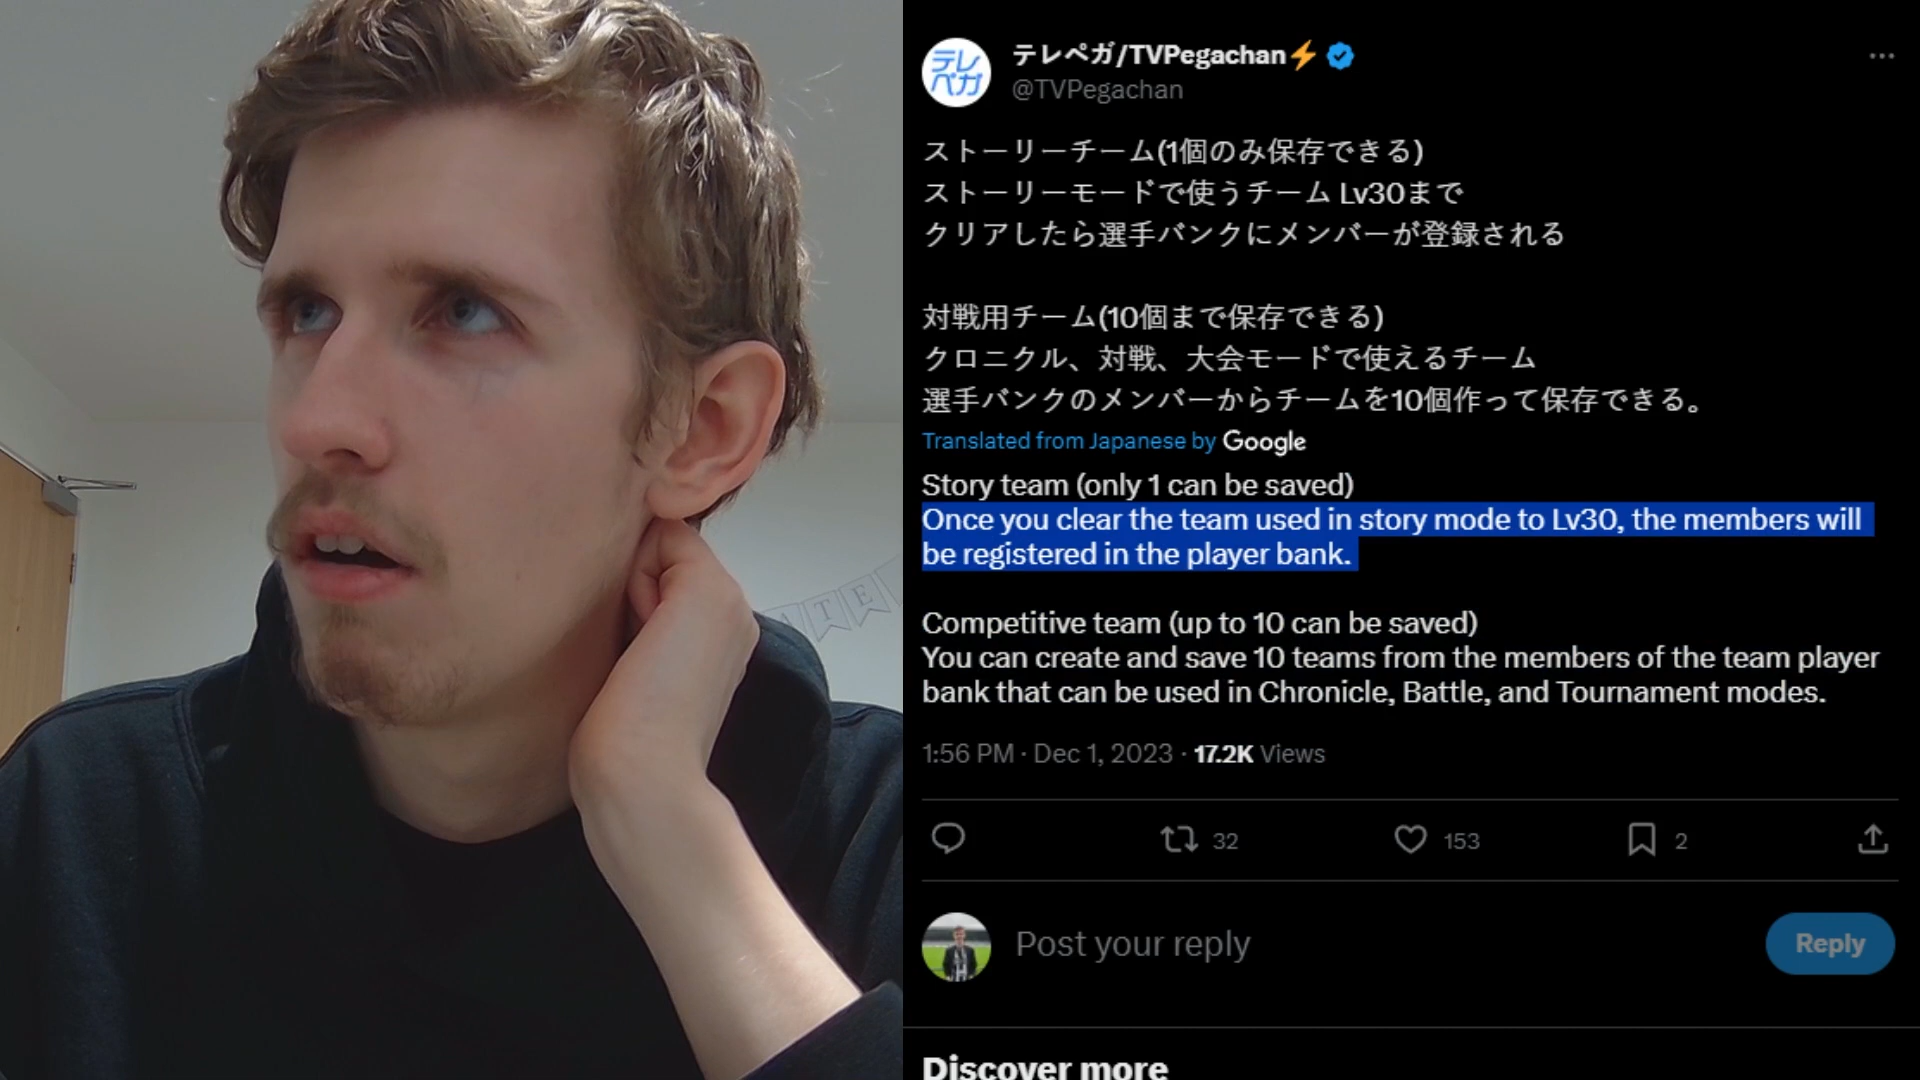 テレペガ/TVPegachan⚡
@TVPegachan
ストーリーチーム(1個のみ保存できる)
ストーリーモードで使うチーム Lv30まで
クリアしたら選手バンクにメンバーが登録される
対戦用チーム(10個まで保存できる)
クロニクル、対戦、大会モードで使えるチーム
選手バンクのメンバーからチームを10個作って保存できる。
Translated from Japanese by Google
Story team (only 1 can be saved)
Once you clear the team used in story mode to Lv30, the members will
be registered in the player bank.
Competitive team (up to 10 can be saved)
You can create and save 10 teams from the members of the team player
bank that can be used in Chronicle, Battle, and Tournament modes.
1:56 PM · Dec 1, 2023 · 17.2K Views
32 153 2
Post your reply
Reply
Discover more
テレ
ペガ